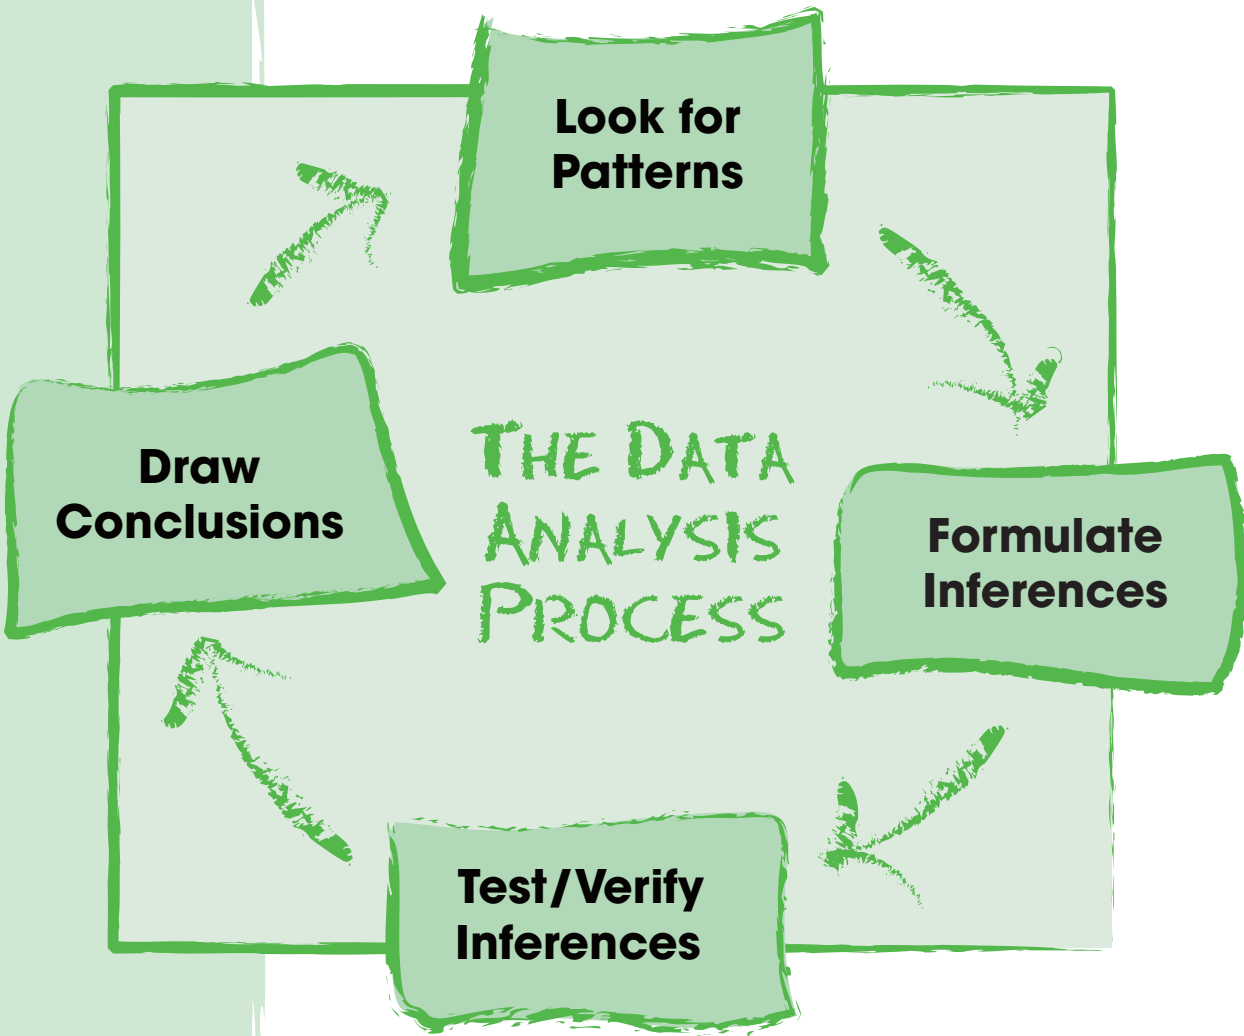 Look for
Patterns
Draw
Conclusions
THE DATA
ANALYSIS
PROCESS
Formulate
Inferences
Test/Verify
Inferences